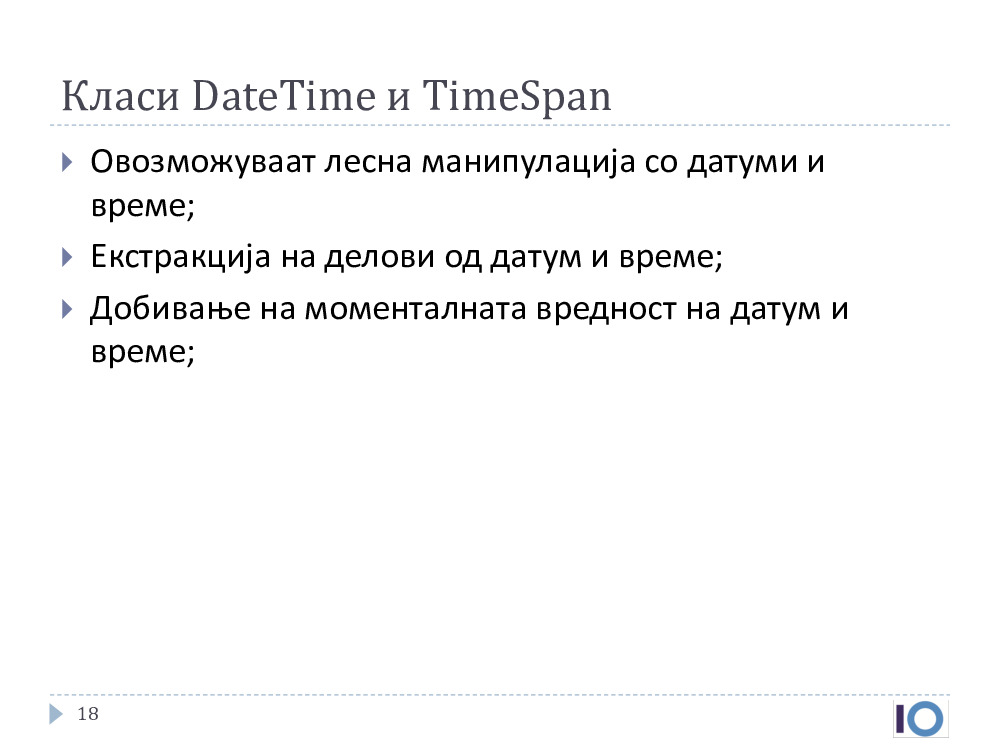 Класи DateTime и TimeSpan
Овозможуваат лесна манипулација со датуми и
време;
Екстракција на делови од датум и време;
Добивање на моменталната вредност на датум и
време;
18
IO